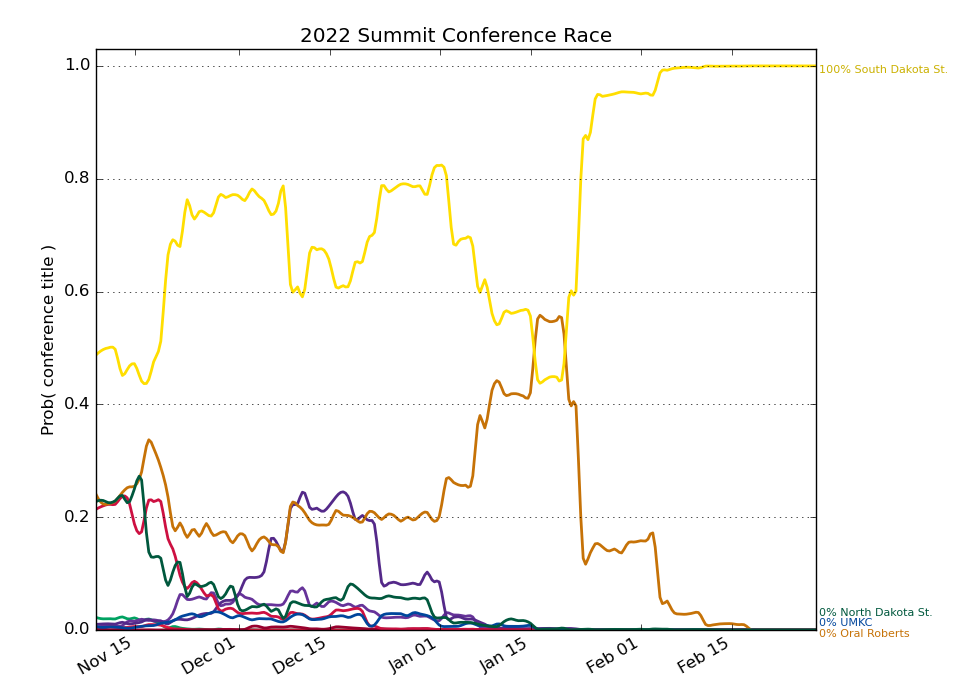 2022 Summit Conference Race
1.0
100% South Dakota St.
0.8
0.6
Prob( conference title )
0.4
0.2
0% North Dakota St.
0% UMKC
0.0
0% Oral Roberts
Nov 15
Dec 01
Dec 15
Jan 01
Jan 15
Feb 01
Feb 15